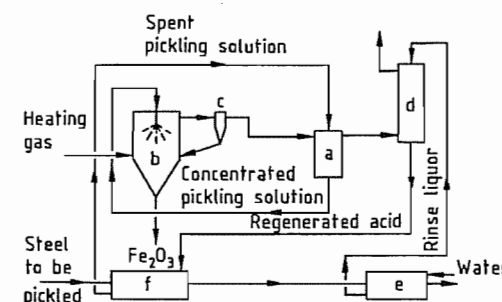 Spent
pickling solution
c
d
Heating
gas
b
a
Concentrated
pickling solution
Rinse liquor
Regenerated acid
Steel
to be
pickled
Fe₂O₃
f
Water
e